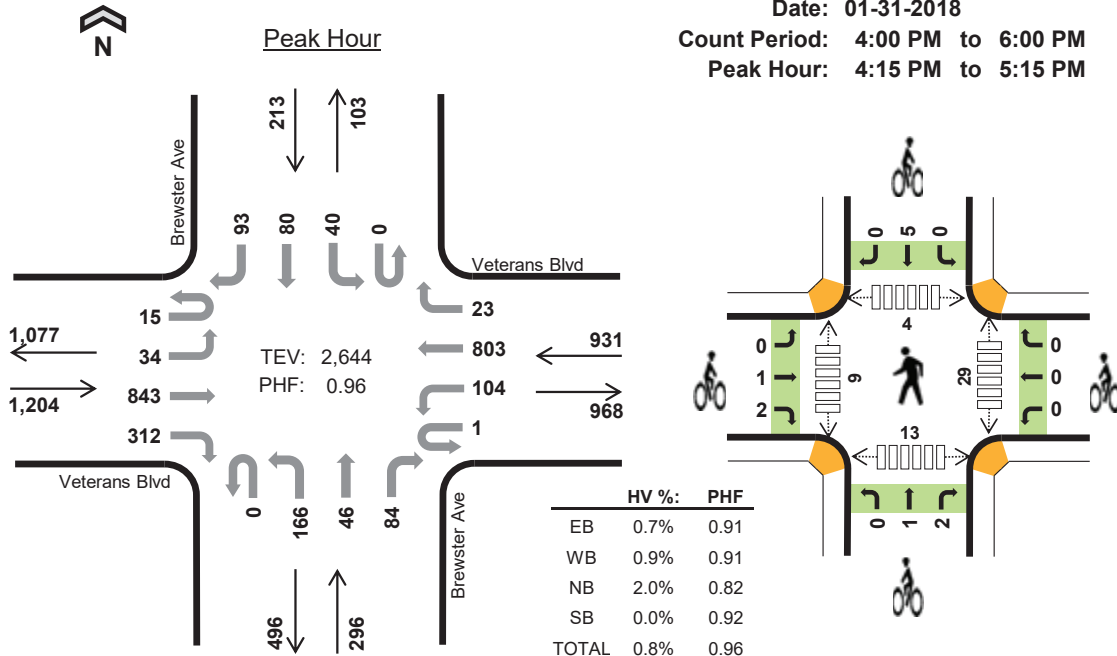 N
Peak Hour
Date: 01-31-2018
Count Period: 4:00 PM to 6:00 PM
Peak Hour: 4:15 PM to 5:15 PM
213
103
Brewster Ave
93 80 40 0
Veterans Blvd
15
34
843
312
1,077
1,204
TEV: 2,644
PHF: 0.96
23
803
104
1
931
968
Veterans Blvd
0 166 46 84
Brewster Ave
496
296
HV %: PHF
EB 0.7% 0.91
WB 0.9% 0.91
NB 2.0% 0.82
SB 0.0% 0.92
TOTAL 0.8% 0.96
0 5 0
4
0
1
2
9
29
0
0
0
13
0 1 2